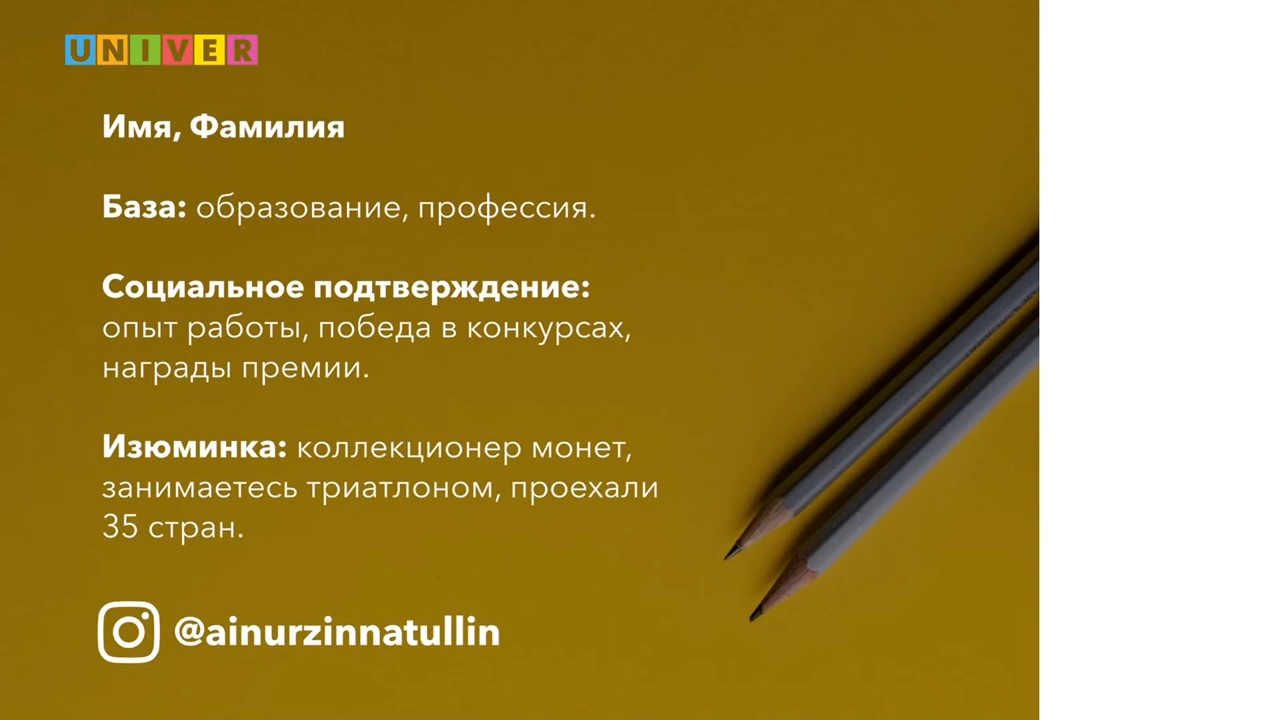 UNIVER
Имя, Фамилия
База: образование, профессия.
Социальное подтверждение:
опыт работы, победа в конкурсах,
награды премии.
Изюминка: коллекционер монет,
занимаетесь триатлоном, проехали
35 стран.
@ainurzinnatullin